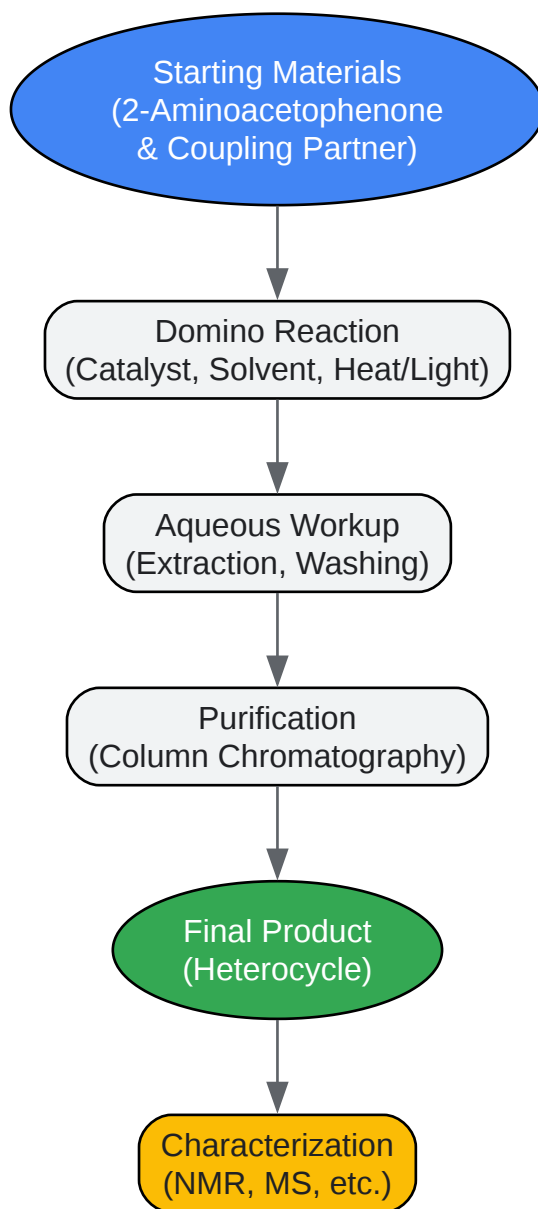 Starting Materials
(2-Aminoacetophenone
& Coupling Partner)
Domino Reaction
(Catalyst, Solvent, Heat/Light)
Aqueous Workup
(Extraction, Washing)
Purification
(Column Chromatography)
Final Product
(Heterocycle)
Characterization
(NMR, MS, etc.)